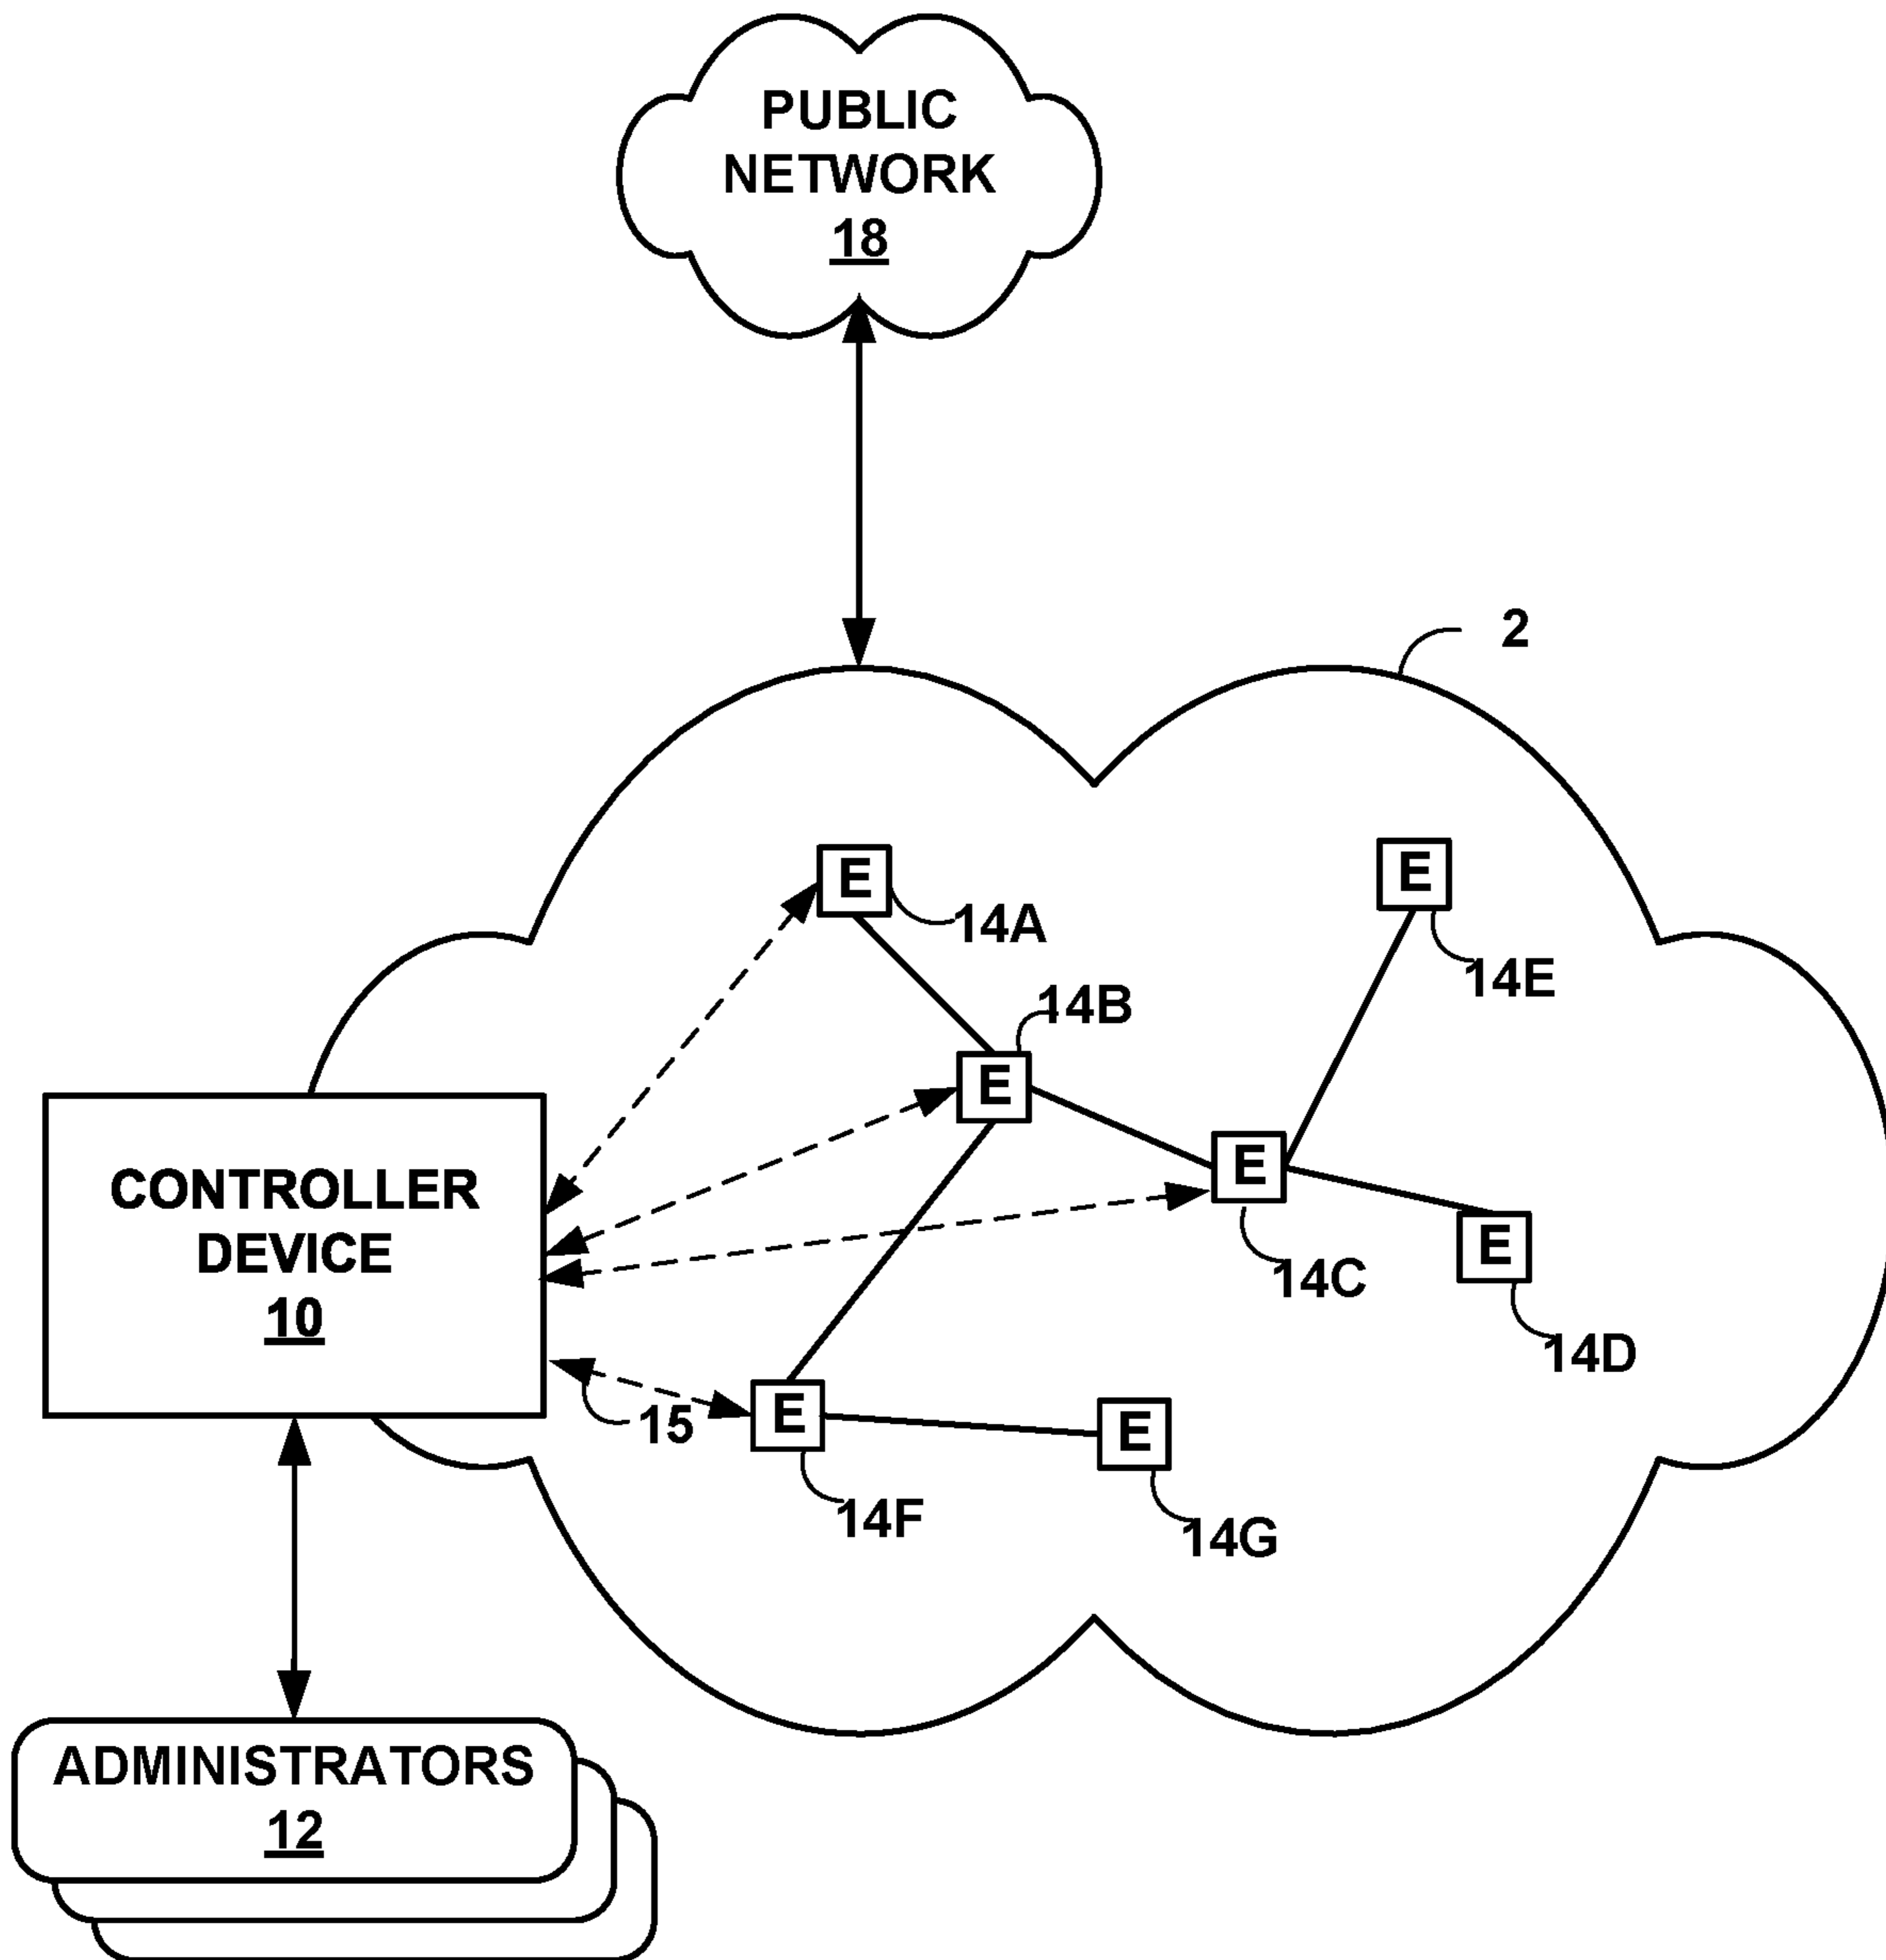 PUBLIC
NETWORK
18
2
E
14A
E
14E
14B
E
E
14C
E
14D
CONTROLLER
DEVICE
10
15
E
14F
E
14G
ADMINISTRATORS
12